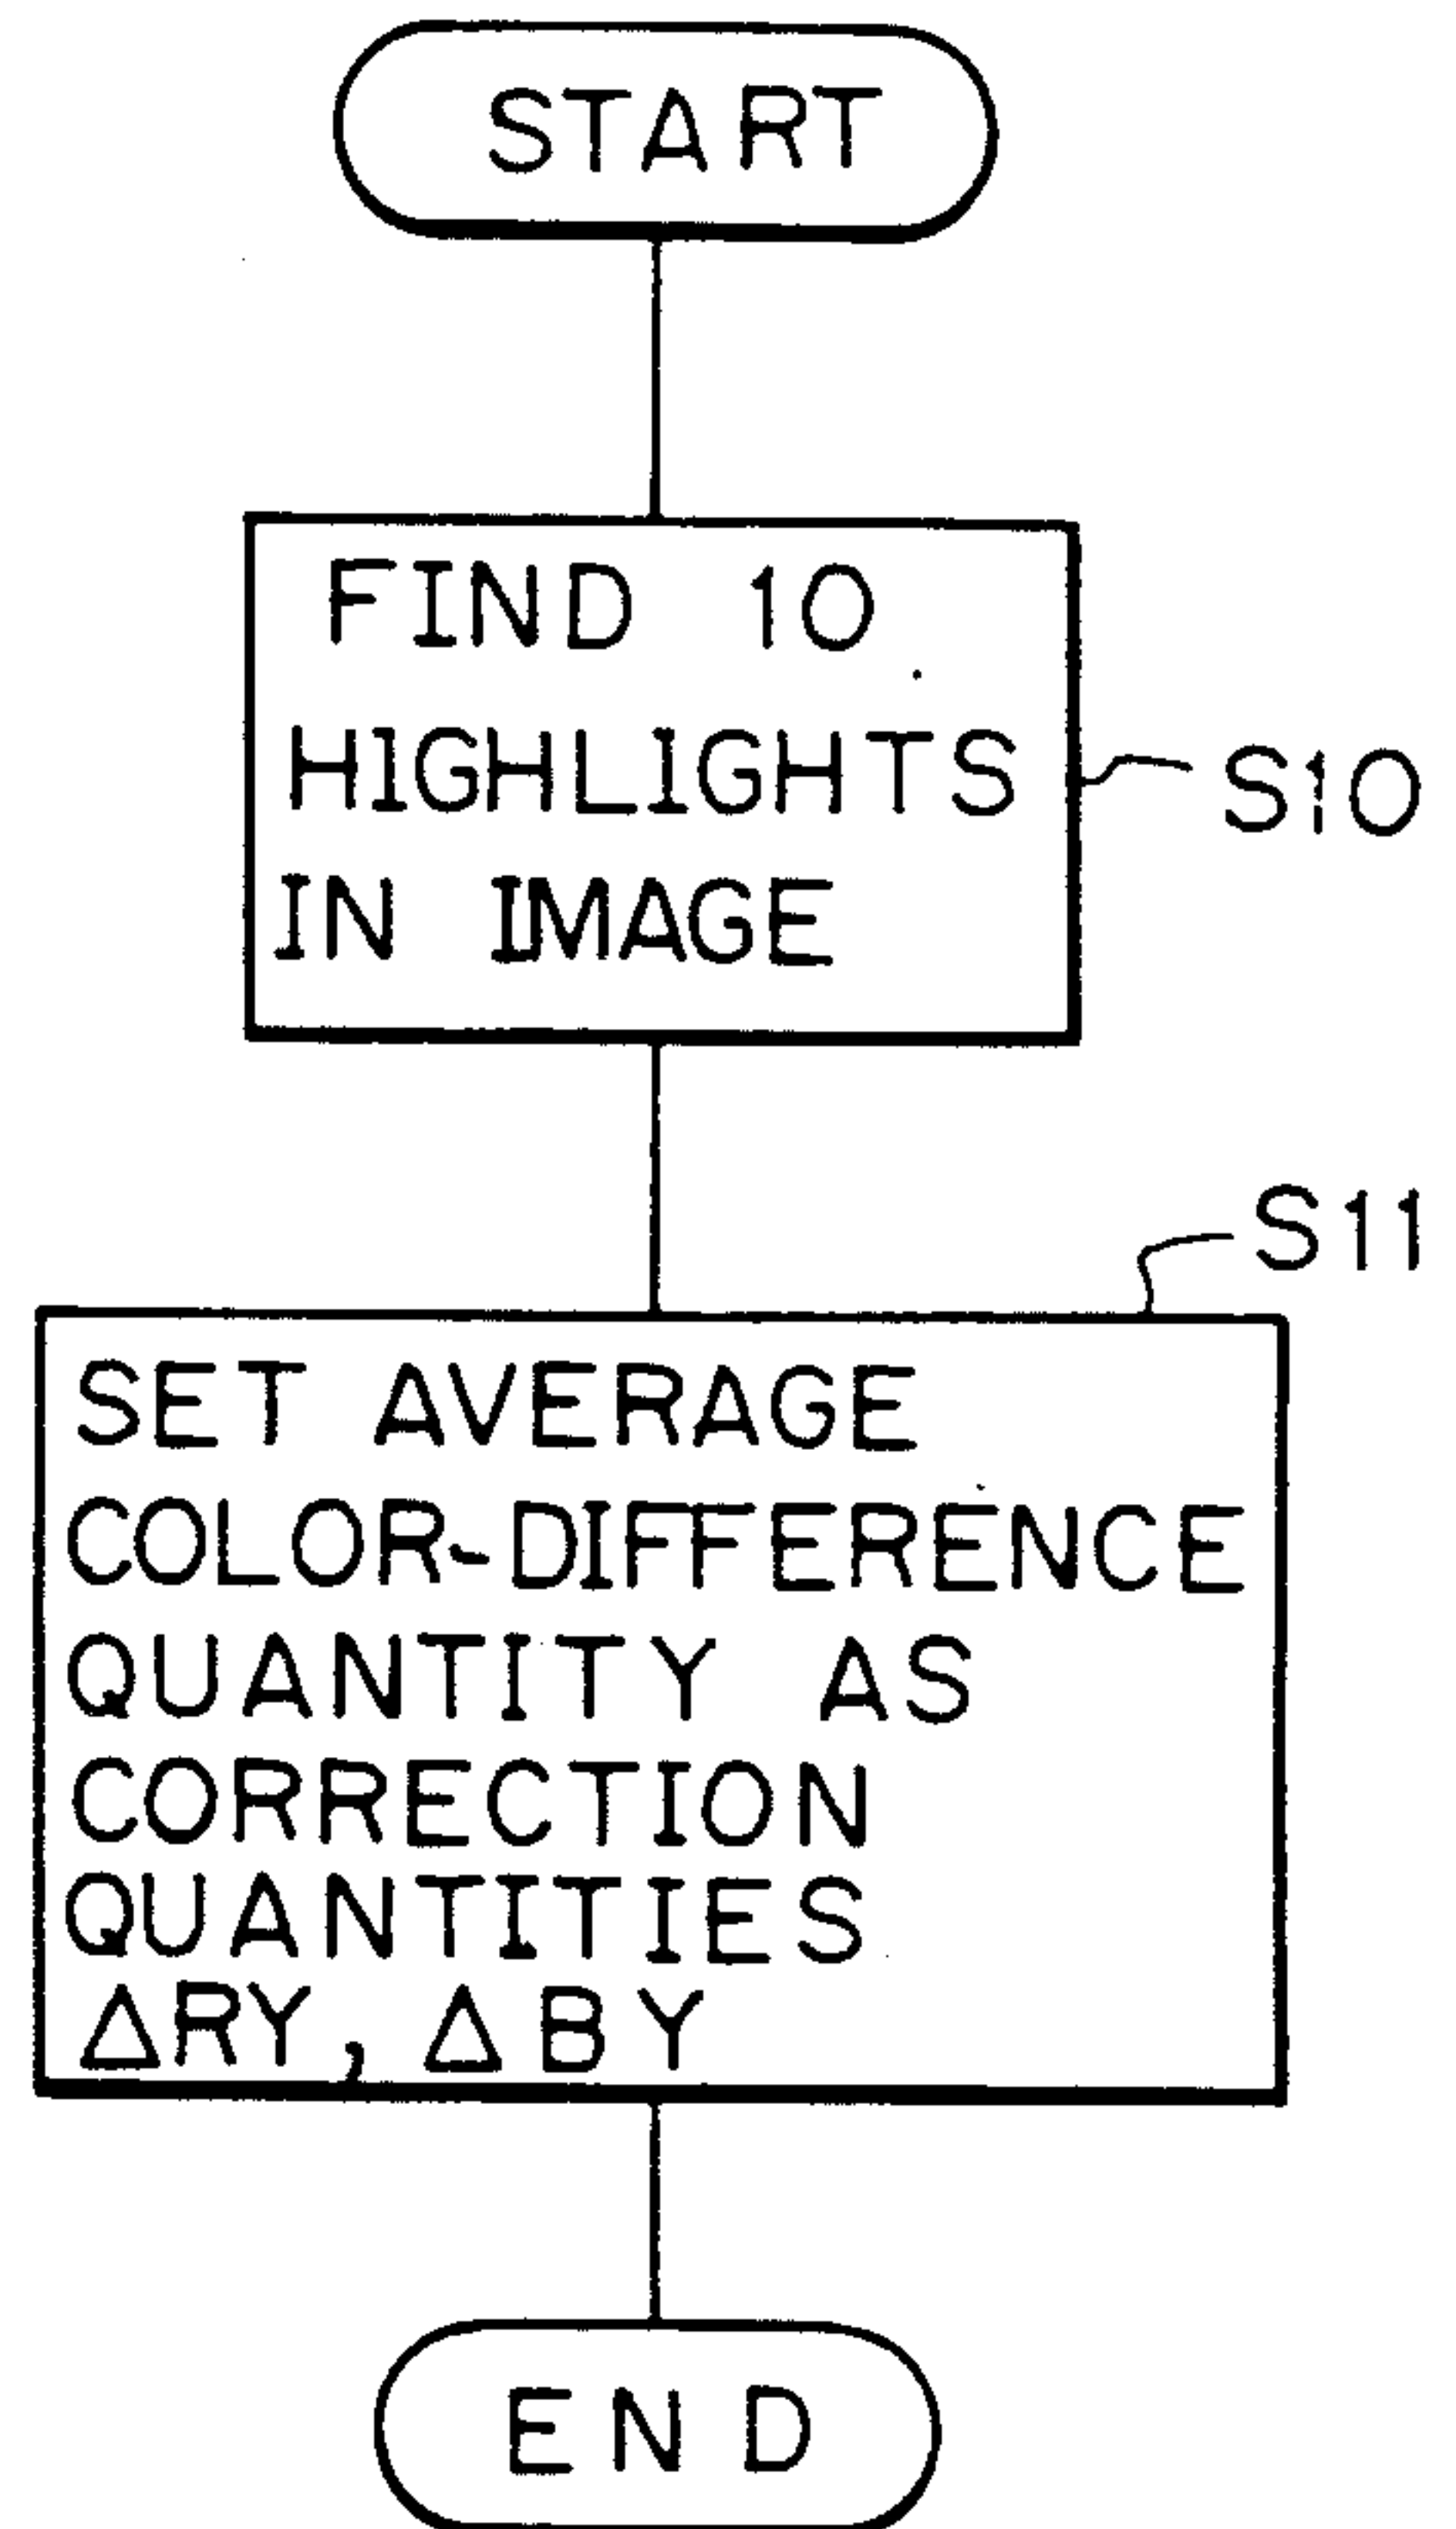 START
FIND 10
HIGHLIGHTS
IN IMAGE
S10
S11
SET AVERAGE
COLOR-DIFFERENCE
QUANTITY AS
CORRECTION
QUANTITIES
ΔRY, ΔBY
END